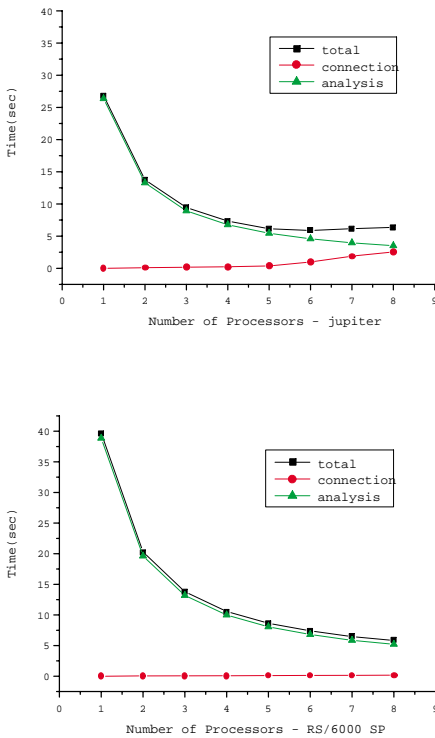 40
35
30
25
20
15
10
5
0
Time(sec)
total
connection
analysis
0 1 2 3 4 5 6 7 8 9
Number of Processors - jupiter
40
35
30
25
20
15
10
5
0
Time(sec)
total
connection
analysis
0 1 2 3 4 5 6 7 8 9
Number of Processors - RS/6000 SP